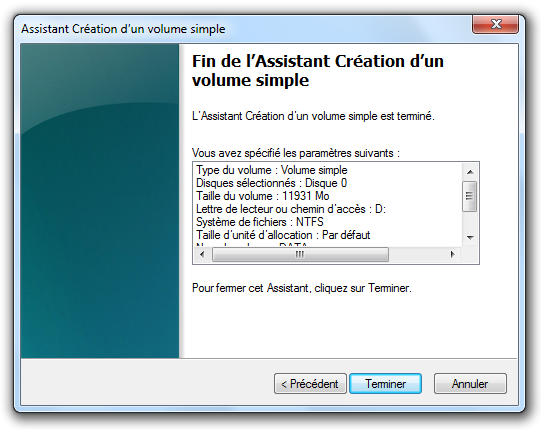 Assistant Création d'un volume simple
Fin de l'Assistant Création d'un
volume simple
L'Assistant Création d'un volume simple est terminé.
Vous avez spécifié les paramètres suivants :
Type du volume : Volume simple
Disques sélectionnés : Disque 0
Taille du volume : 11931 Mo
Lettre de lecteur ou chemin d'accès : D:
Système de fichiers : NTFS
Taille d'unité d'allocation : Par défaut
Pour fermer cet Assistant, cliquez sur Terminer.
< Précédent
Terminer
Annuler